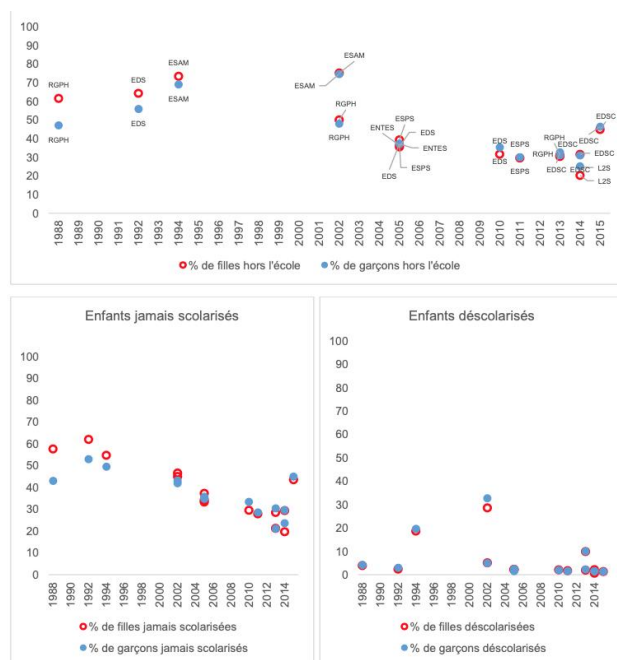 100
90
80
70
60
50
40
30
20
10
0
RGPH
RGPH
EDS
EDS
ESAM
ESAM
ESAM
ESAM
RGPH
RGPH
ESPS
ENTES
EDS
ENTES
ESPS
EDS
EDS
EDS
ESPS
ESPS
RGPH
EDSC
RGPH
EDSC
EDSC
EDSC
EDSC
EDSC
L2S
L2S
EDSC
1988 1989 1990 1991 1992 1993 1994 1995 1996 1997 1998 1999 2000 2001 2002 2003 2004 2005 2006 2007 2008 2009 2010 2011 2012 2013 2014 2015
% de filles hors l'école % de garçons hors l'école
Enfants jamais scolarisés
100
90
80
70
60
50
40
30
20
10
0
1988 1990 1992 1994 1996 1998 2000 2002 2004 2006 2008 2010 2012 2014
% de filles jamais scolarisées
% de garçons jamais scolarisés
Enfants déscolarisés
100
90
80
70
60
50
40
30
20
10
0
1988 1990 1992 1994 1996 1998 2000 2002 2004 2006 2008 2010 2012 2014
% de filles déscolarisées
% de garçons déscolarisés